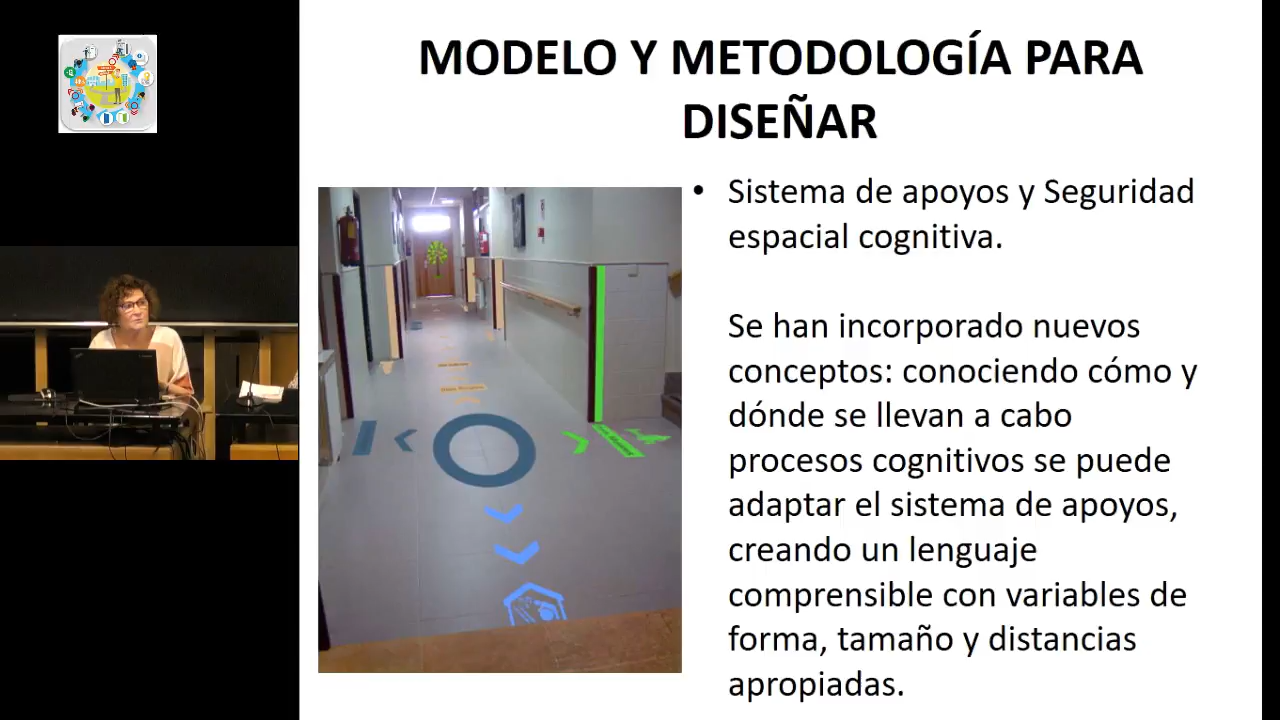 MODELO Y METODOLOGÍA PARA
DISEÑAR
• Sistema de apoyos y Seguridad
espacial cognitiva.
Se han incorporado nuevos
conceptos: conociendo cómo y
dónde se llevan a cabo
procesos cognitivos se puede
adaptar el sistema de apoyos,
creando un lenguaje
comprensible con variables de
forma, tamaño y distancias
apropiadas.